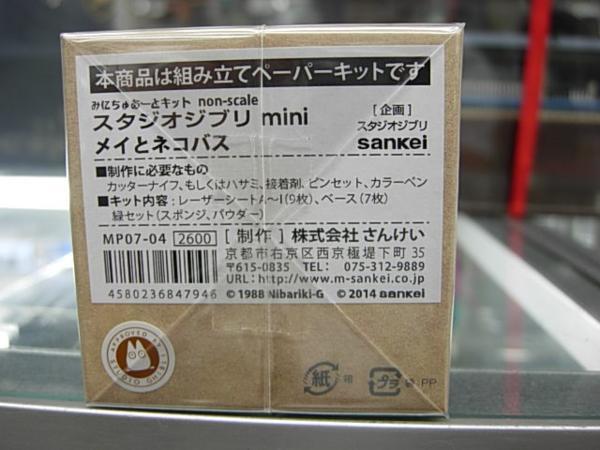 本商品は組み立てペーパーキットです
みにちゅあーとキット non-scale
スタジオジブリ mini
メイとネコバス
[企画]
スタジオジブリ
sankei
■制作に必要なもの
カッターナイフ、もしくはハサミ、接着剤、ピンセット、カラーペン
■キット内容:レーザーシートA〜I(9枚)、ベース(7枚)
緑セット(スポンジ、パウダー)
MP07-04 2600 [制作] 株式会社さんけい
京都市右京区西京極堤下町 35
〒615-0835 TEL: 075-312-9889
URL:http://www.m-sankei.co.jp
4580236847946 © 1988 Nibariki-G © 2014 sankei
APPROVED BY STUDIO GHIBLI
紙 箱
プラ 袋、PP